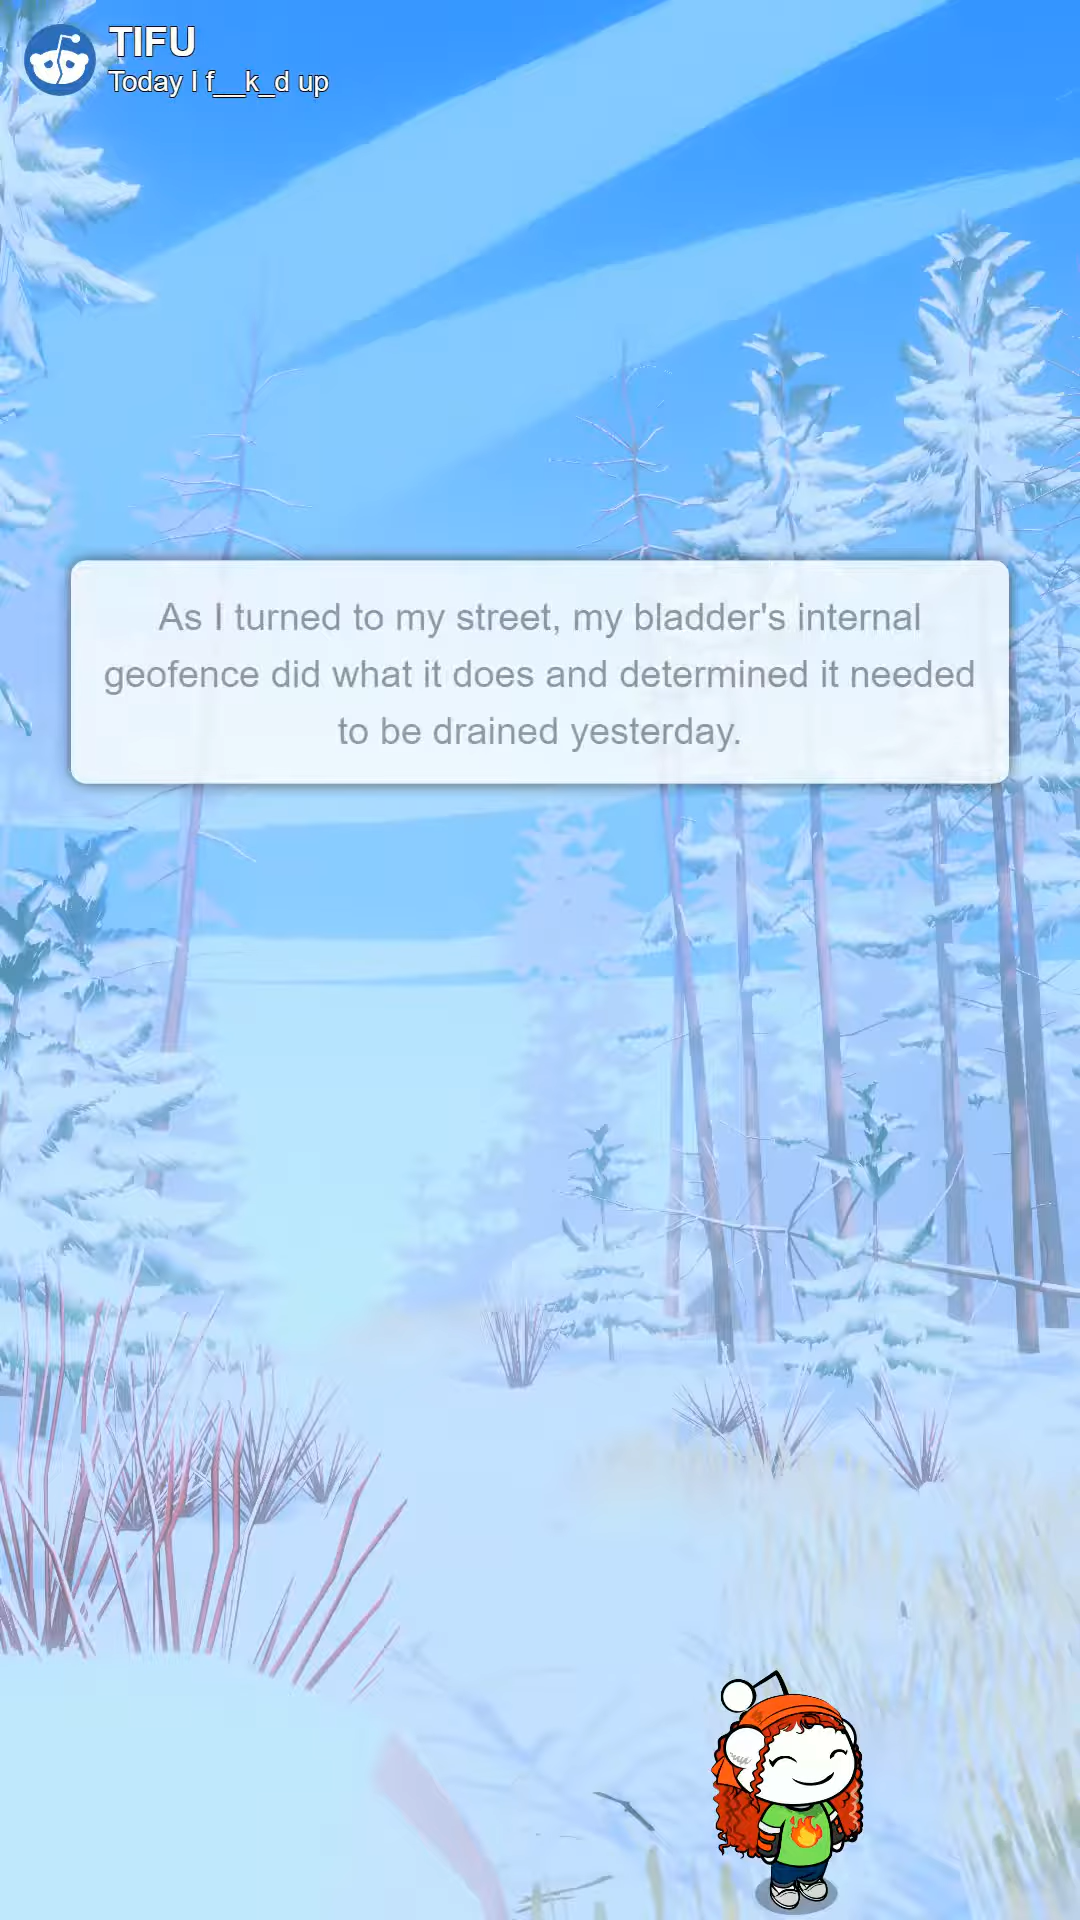 TIFU
Today I f__k_d up
As I turned to my street, my bladder's internal
geofence did what it does and determined it needed
to be drained yesterday.